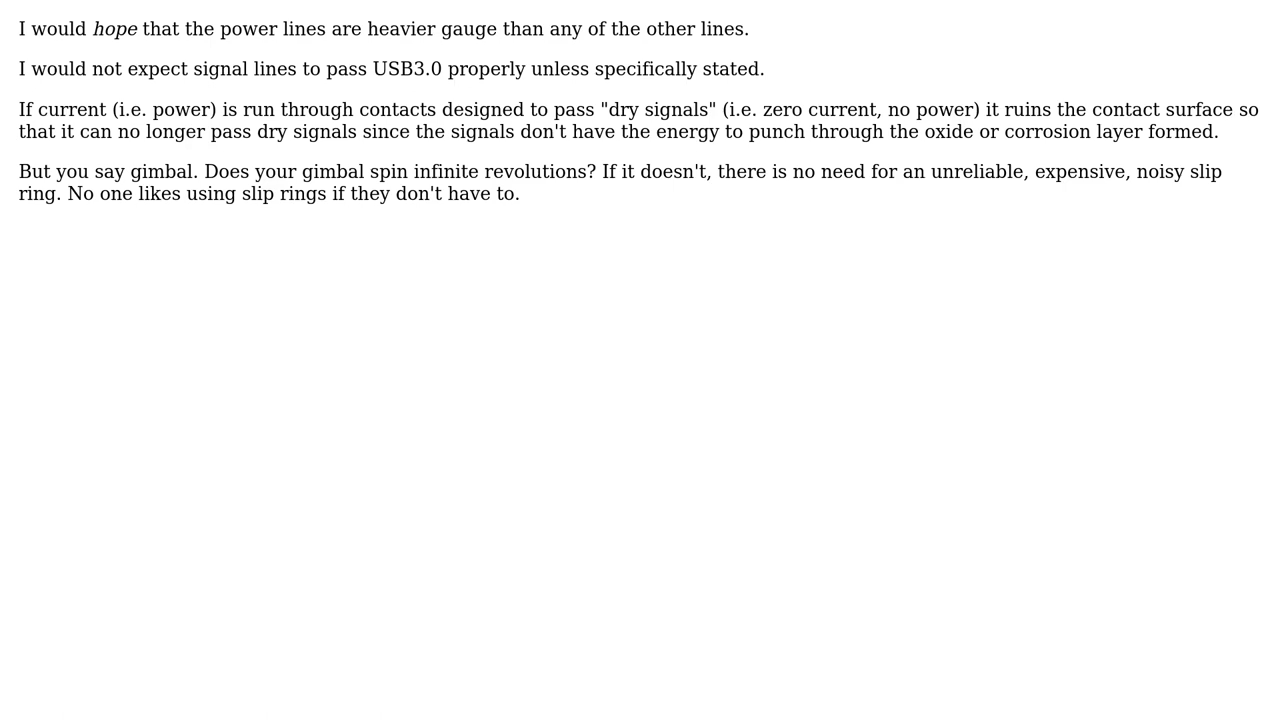 I would hope that the power lines are heavier gauge than any of the other lines.
I would not expect signal lines to pass USB3.0 properly unless specifically stated.
If current (i.e. power) is run through contacts designed to pass "dry signals" (i.e. zero current, no power) it ruins the contact surface so
that it can no longer pass dry signals since the signals don't have the energy to punch through the oxide or corrosion layer formed.
But you say gimbal. Does your gimbal spin infinite revolutions? If it doesn't, there is no need for an unreliable, expensive, noisy slip
ring. No one likes using slip rings if they don't have to.